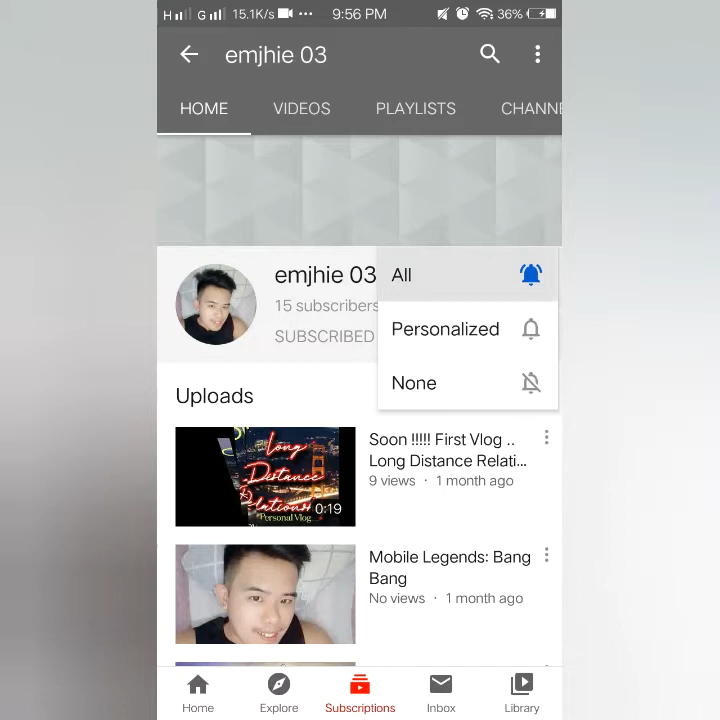 H G 15.1K/s ••• 9:56 PM 36%
emjhie 03
HOME VIDEOS PLAYLISTS CHANNE
emjhie 03
15 subscribers
SUBSCRIBED
All
Personalized
None
Uploads
Long
Distance
Relations
Personal Vlog
0:19
Soon !!!!! First Vlog ..
Long Distance Relati...
9 views · 1 month ago
Mobile Legends: Bang
Bang
No views · 1 month ago
Home Explore Subscriptions Inbox Library